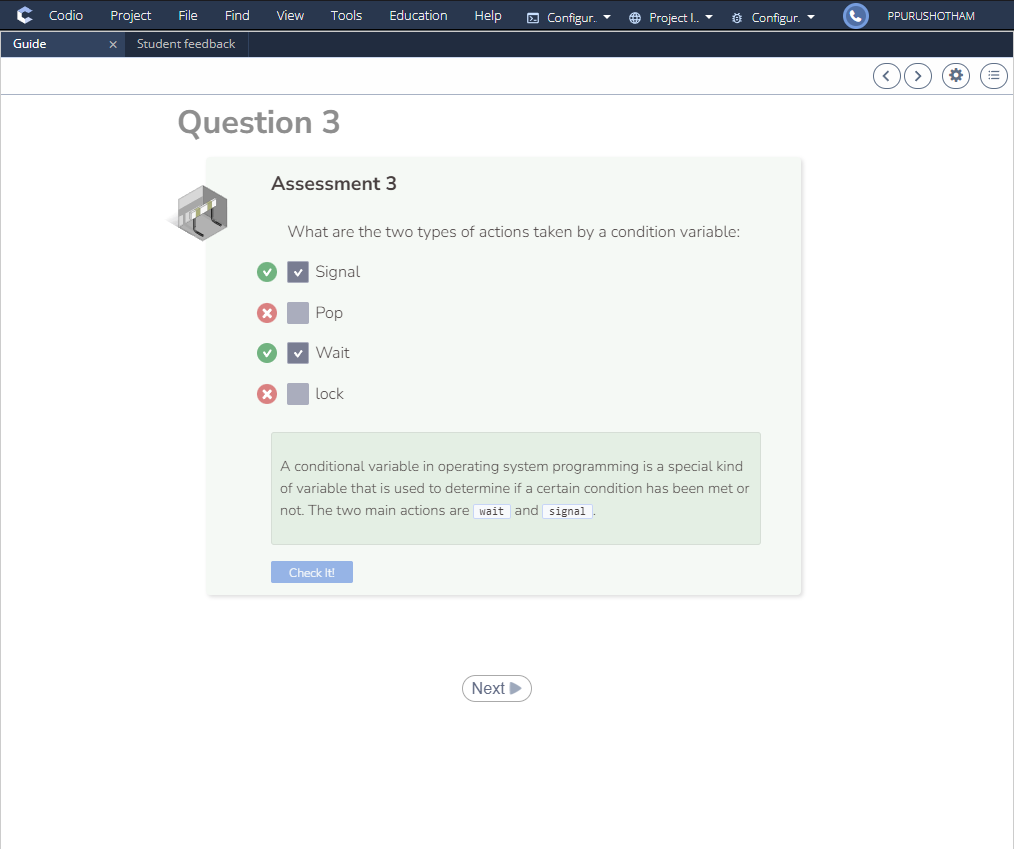 Codio Project File Find View Tools Education Help Configur. Project I.. Configur. PPURUSHOTHAM
Guide Student feedback
Question 3
Assessment 3
What are the two types of actions taken by a condition variable:
Signal
Pop
Wait
lock
A conditional variable in operating system programming is a special kind
of variable that is used to determine if a certain condition has been met or
not. The two main actions are wait and signal.
Check It!
Next